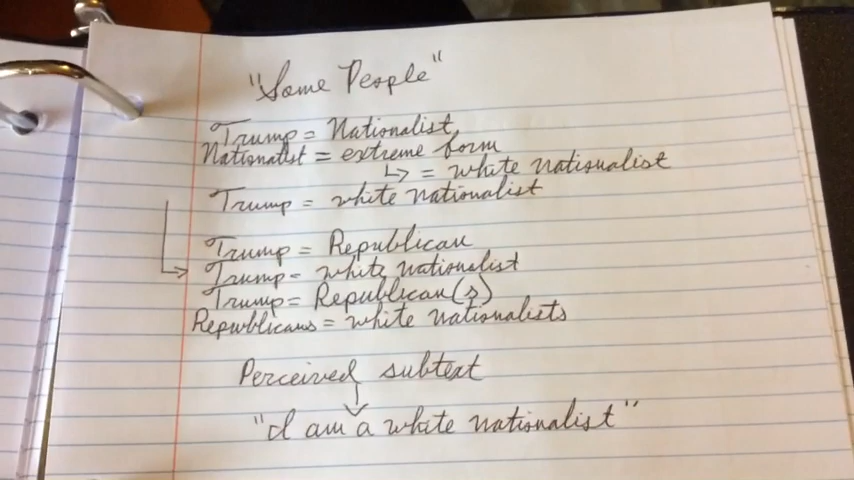 "Some People"
Trump = Nationalist
Nationalist = extreme form
↳ = white nationalist
Trump = white nationalist
Trump = Republican
Trump = white nationalist
Trump = Republican(s)
Republicans = white nationalists
Perceived subtext
"I am a white nationalist"